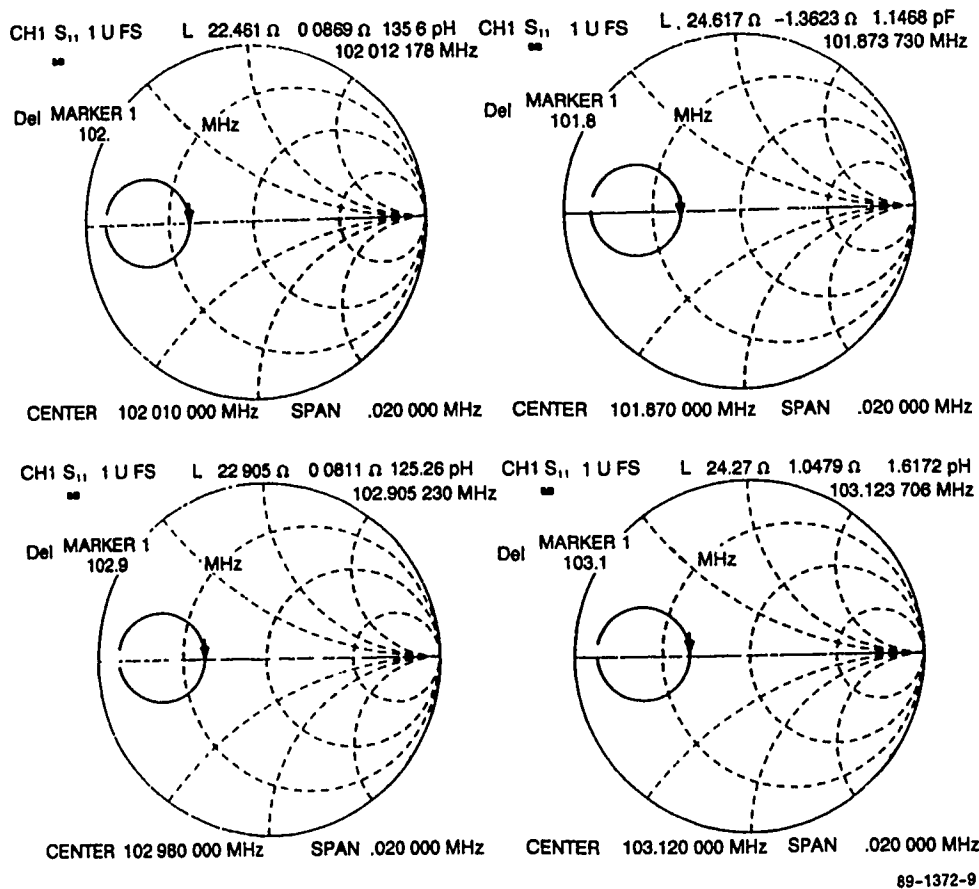 CH1 S₁₁ 1 U FS L 22.461 Ω 0 0869 Ω 135 6 pH
102 012 178 MHz
Del MARKER 1
102.
MHz
CENTER 102 010 000 MHz SPAN .020 000 MHz
CH1 S₁₁ 1 U FS L . 24.617 Ω -1.3623 Ω 1.1468 pF
101.873 730 MHz
Del MARKER 1
101.8
MHz
CENTER 101.870 000 MHz SPAN .020 000 MHz
CH1 S₁₁ 1 U FS L 22 905 Ω 0 0811 Ω 125.26 pH
102.905 230 MHz
Del MARKER 1
102.9
MHz
CENTER 102 980 000 MHz SPAN .020 000 MHz
CH1 S₁₁ 1 U FS L 24.27 Ω 1.0479 Ω 1.6172 pH
103.123 706 MHz
Del MARKER 1
103.1
MHz
CENTER 103.120 000 MHz SPAN .020 000 MHz
89-1372-9